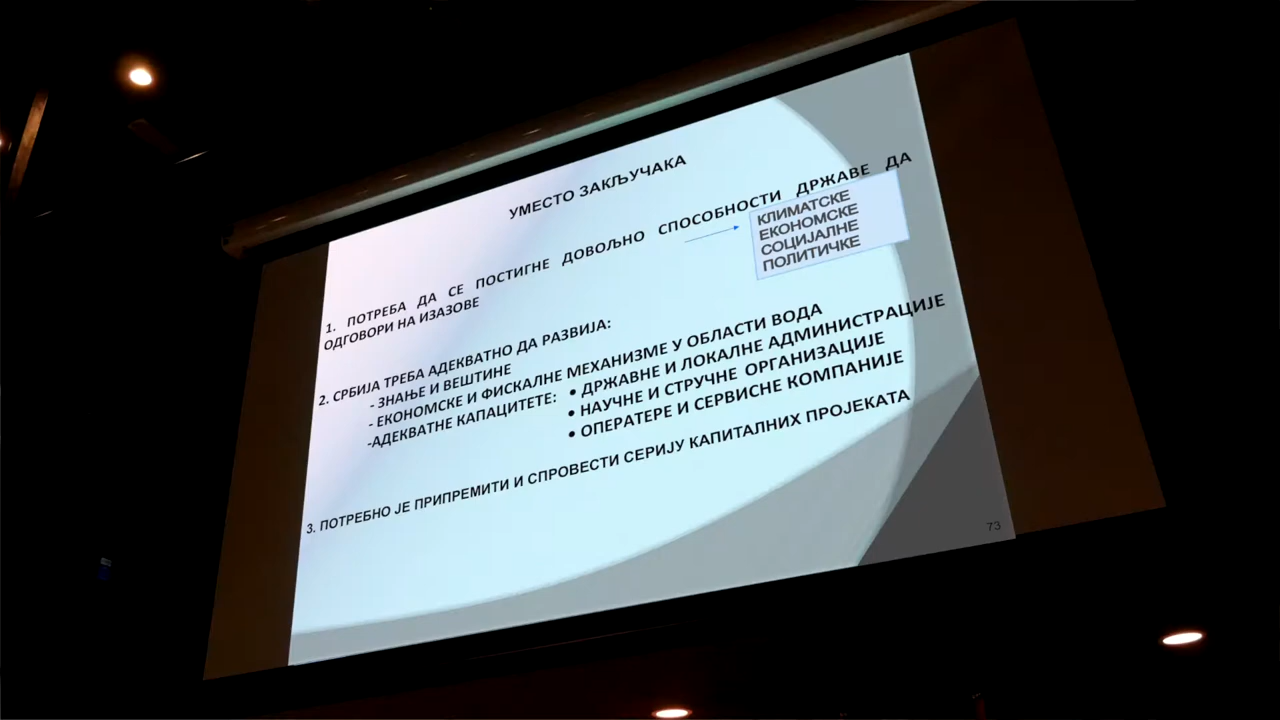 УМЕСТО ЗАКЉУЧАКА
1. ПОТРЕБА ДА СЕ ПОСТИГНЕ ДОВОЉНО СПОСОБНОСТИ ДРЖАВЕ ДА
ОДГОВОРИ НА ИЗАЗОВЕ
КЛИМАТСКЕ
ЕКОНОМСКЕ
СОЦИЈАЛНЕ
ПОЛИТИЧКЕ
2. СРБИЈА ТРЕБА АДЕКВАТНО ДА РАЗВИЈА:
- ЗНАЊЕ И ВЕШТИНЕ
- ЕКОНОМСКЕ И ФИСКАЛНЕ МЕХАНИЗМЕ У ОБЛАСТИ ВОДА
-АДЕКВАТНЕ КАПАЦИТЕТЕ: • ДРЖАВНЕ И ЛОКАЛНЕ АДМИНИСТРАЦИЈЕ
• НАУЧНЕ И СТРУЧНЕ ОРГАНИЗАЦИЈЕ
• ОПЕРАТЕРЕ И СЕРВИСНЕ КОМПАНИЈЕ
3. ПОТРЕБНО ЈЕ ПРИПРЕМИТИ И СПРОВЕСТИ СЕРИЈУ КАПИТАЛНИХ ПРОЈЕКАТА
73